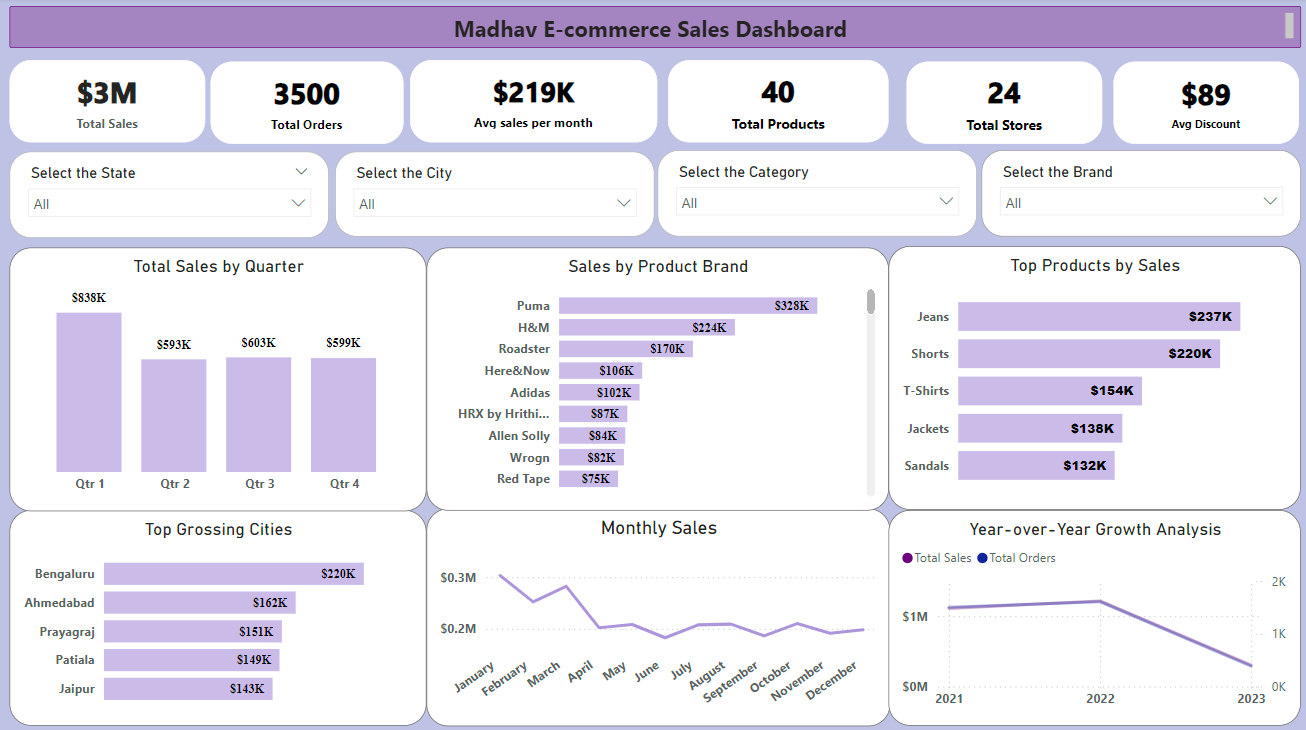 Madhav E-commerce Sales Dashboard
$3M
Total Sales
3500
Total Orders
$219K
Avg sales per month
40
Total Products
24
Total Stores
$89
Avg Discount
Select the State
All
Select the City
All
Select the Category
All
Select the Brand
All
Total Sales by Quarter
$838K
$593K
$603K
$599K
Qtr 1
Qtr 2
Qtr 3
Qtr 4
Sales by Product Brand
Puma $328K
H&M $224K
Roadster $170K
Here&Now $106K
Adidas $102K
HRX by Hrithi... $87K
Allen Solly $84K
Wrogn $82K
Red Tape $75K
Top Products by Sales
Jeans $237K
Shorts $220K
T-Shirts $154K
Jackets $138K
Sandals $132K
Top Grossing Cities
Bengaluru $220K
Ahmedabad $162K
Prayagraj $151K
Patiala $149K
Jaipur $143K
Monthly Sales
$0.3M
$0.2M
January
February
March
April
May
June
July
August
September
October
November
December
Year-over-Year Growth Analysis
Total Sales Total Orders
2K
$1M
1K
$0M
0K
2021
2022
2023